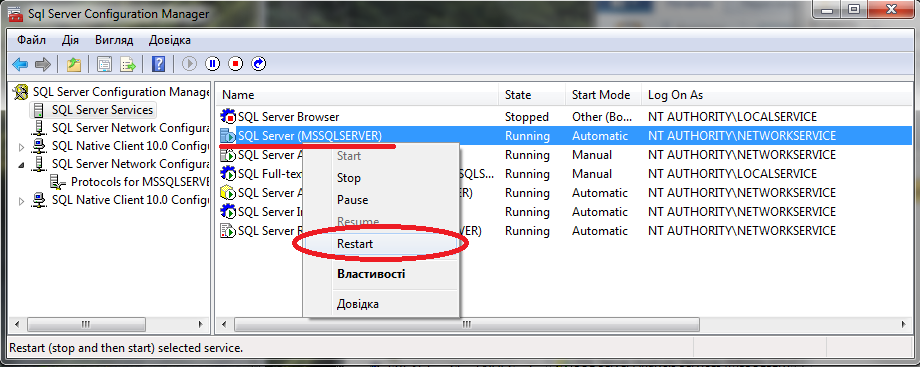 Sql Server Configuration Manager
Файл Дія Вигляд Довідка
SQL Server Configuration Manage
SQL Server Services
SQL Server Network Configura
SQL Native Client 10.0 Configu
SQL Server Network Configura
Protocols for MSSQLSERVE
SQL Native Client 10.0 Configu
Name State Start Mode Log On As
SQL Server Browser Stopped Other (Bo... NT AUTHORITY\LOCALSERVICE
SQL Server (MSSQLSERVER) Running Automatic NT AUTHORITY\NETWORKSERVICE
SQL Server A Running Manual NT AUTHORITY\NETWORKSERVICE
SQL Full-text QLS... Running Manual NT AUTHORITY\LOCALSERVICE
SQL Server A ER) Running Automatic NT AUTHORITY\NETWORKSERVICE
SQL Server In Running Automatic NT AUTHORITY\NETWORKSERVICE
SQL Server R VER) Running Automatic NT AUTHORITY\NETWORKSERVICE
Start
Stop
Pause
Resume
Restart
Властивості
Довідка
Restart (stop and then start) selected service.